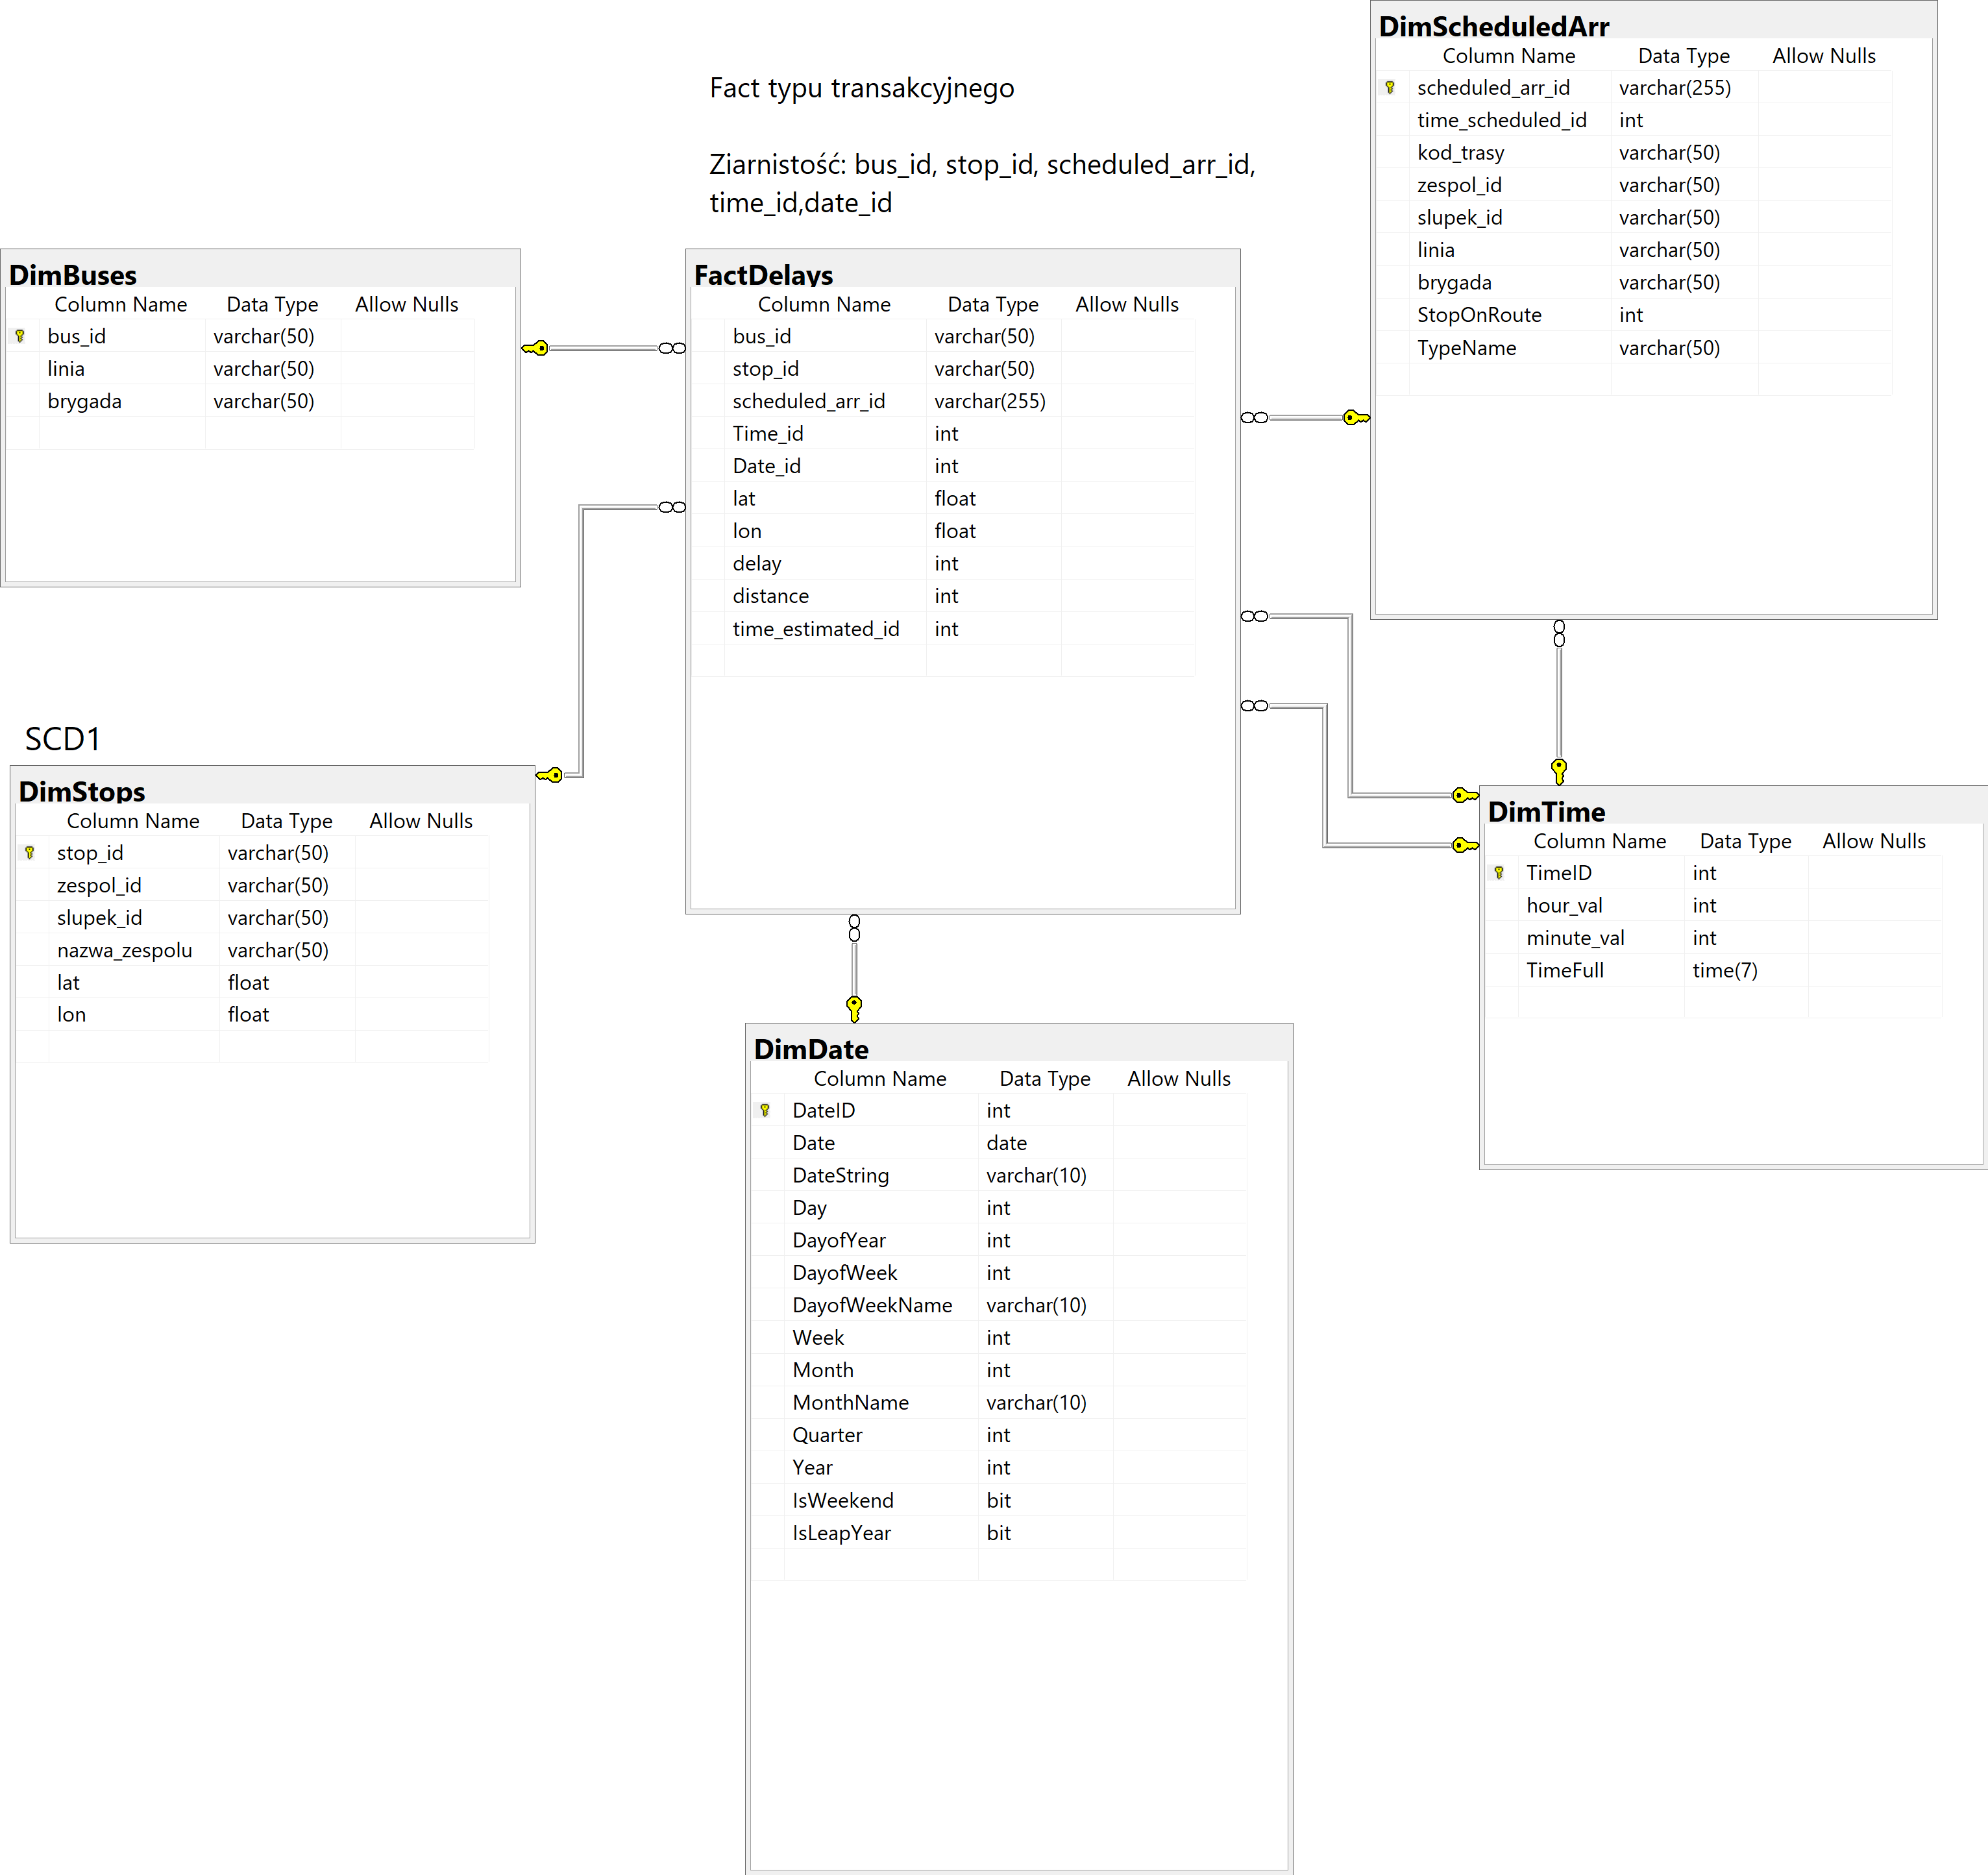 Fact typu transakcyjnego
Ziarnistość: bus_id, stop_id, scheduled_arr_id,
time_id,date_id
DimBuses
Column Name Data Type Allow Nulls
bus_id varchar(50)
linia varchar(50)
brygada varchar(50)
SCD1
DimStops
Column Name Data Type Allow Nulls
stop_id varchar(50)
zespol_id varchar(50)
slupek_id varchar(50)
nazwa_zespolu varchar(50)
lat float
lon float
FactDelays
Column Name Data Type Allow Nulls
bus_id varchar(50)
stop_id varchar(50)
scheduled_arr_id varchar(255)
Time_id int
Date_id int
lat float
lon float
delay int
distance int
time_estimated_id int
DimScheduledArr
Column Name Data Type Allow Nulls
scheduled_arr_id varchar(255)
time_scheduled_id int
kod_trasy varchar(50)
zespol_id varchar(50)
slupek_id varchar(50)
linia varchar(50)
brygada varchar(50)
StopOnRoute int
TypeName varchar(50)
DimTime
Column Name Data Type Allow Nulls
TimeID int
hour_val int
minute_val int
TimeFull time(7)
DimDate
Column Name Data Type Allow Nulls
DateID int
Date date
DateString varchar(10)
Day int
DayofYear int
DayofWeek int
DayofWeekName varchar(10)
Week int
Month int
MonthName varchar(10)
Quarter int
Year int
IsWeekend bit
IsLeapYear bit